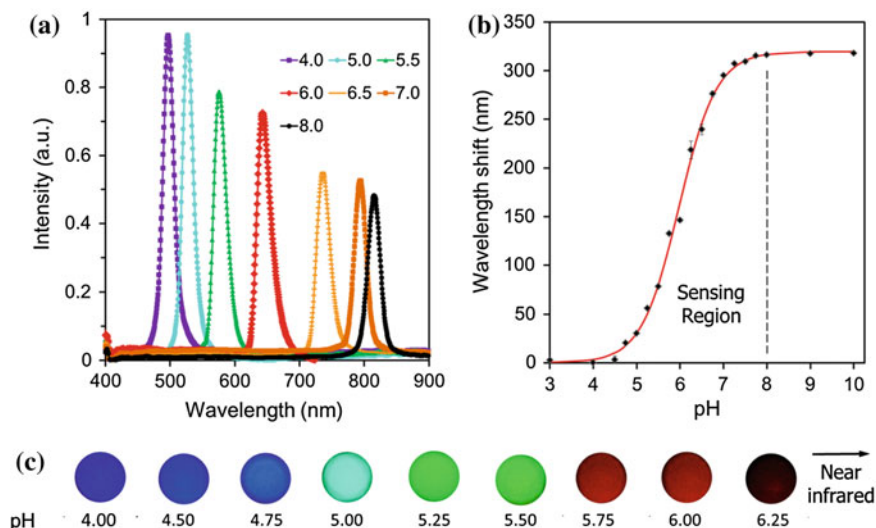 (a)
1
0.8
0.6
0.4
0.2
0
Intensity (a.u.)
4.0 5.0 5.5
6.0 6.5 7.0
8.0
400 500 600 700 800 900
Wavelength (nm)
(b)
350
300
250
200
150
100
50
0
Wavelength shift (nm)
Sensing
Region
3 4 5 6 7 8 9 10
pH
(c)
Near
infrared
pH 4.00 4.50 4.75 5.00 5.25 5.50 5.75 6.00 6.25